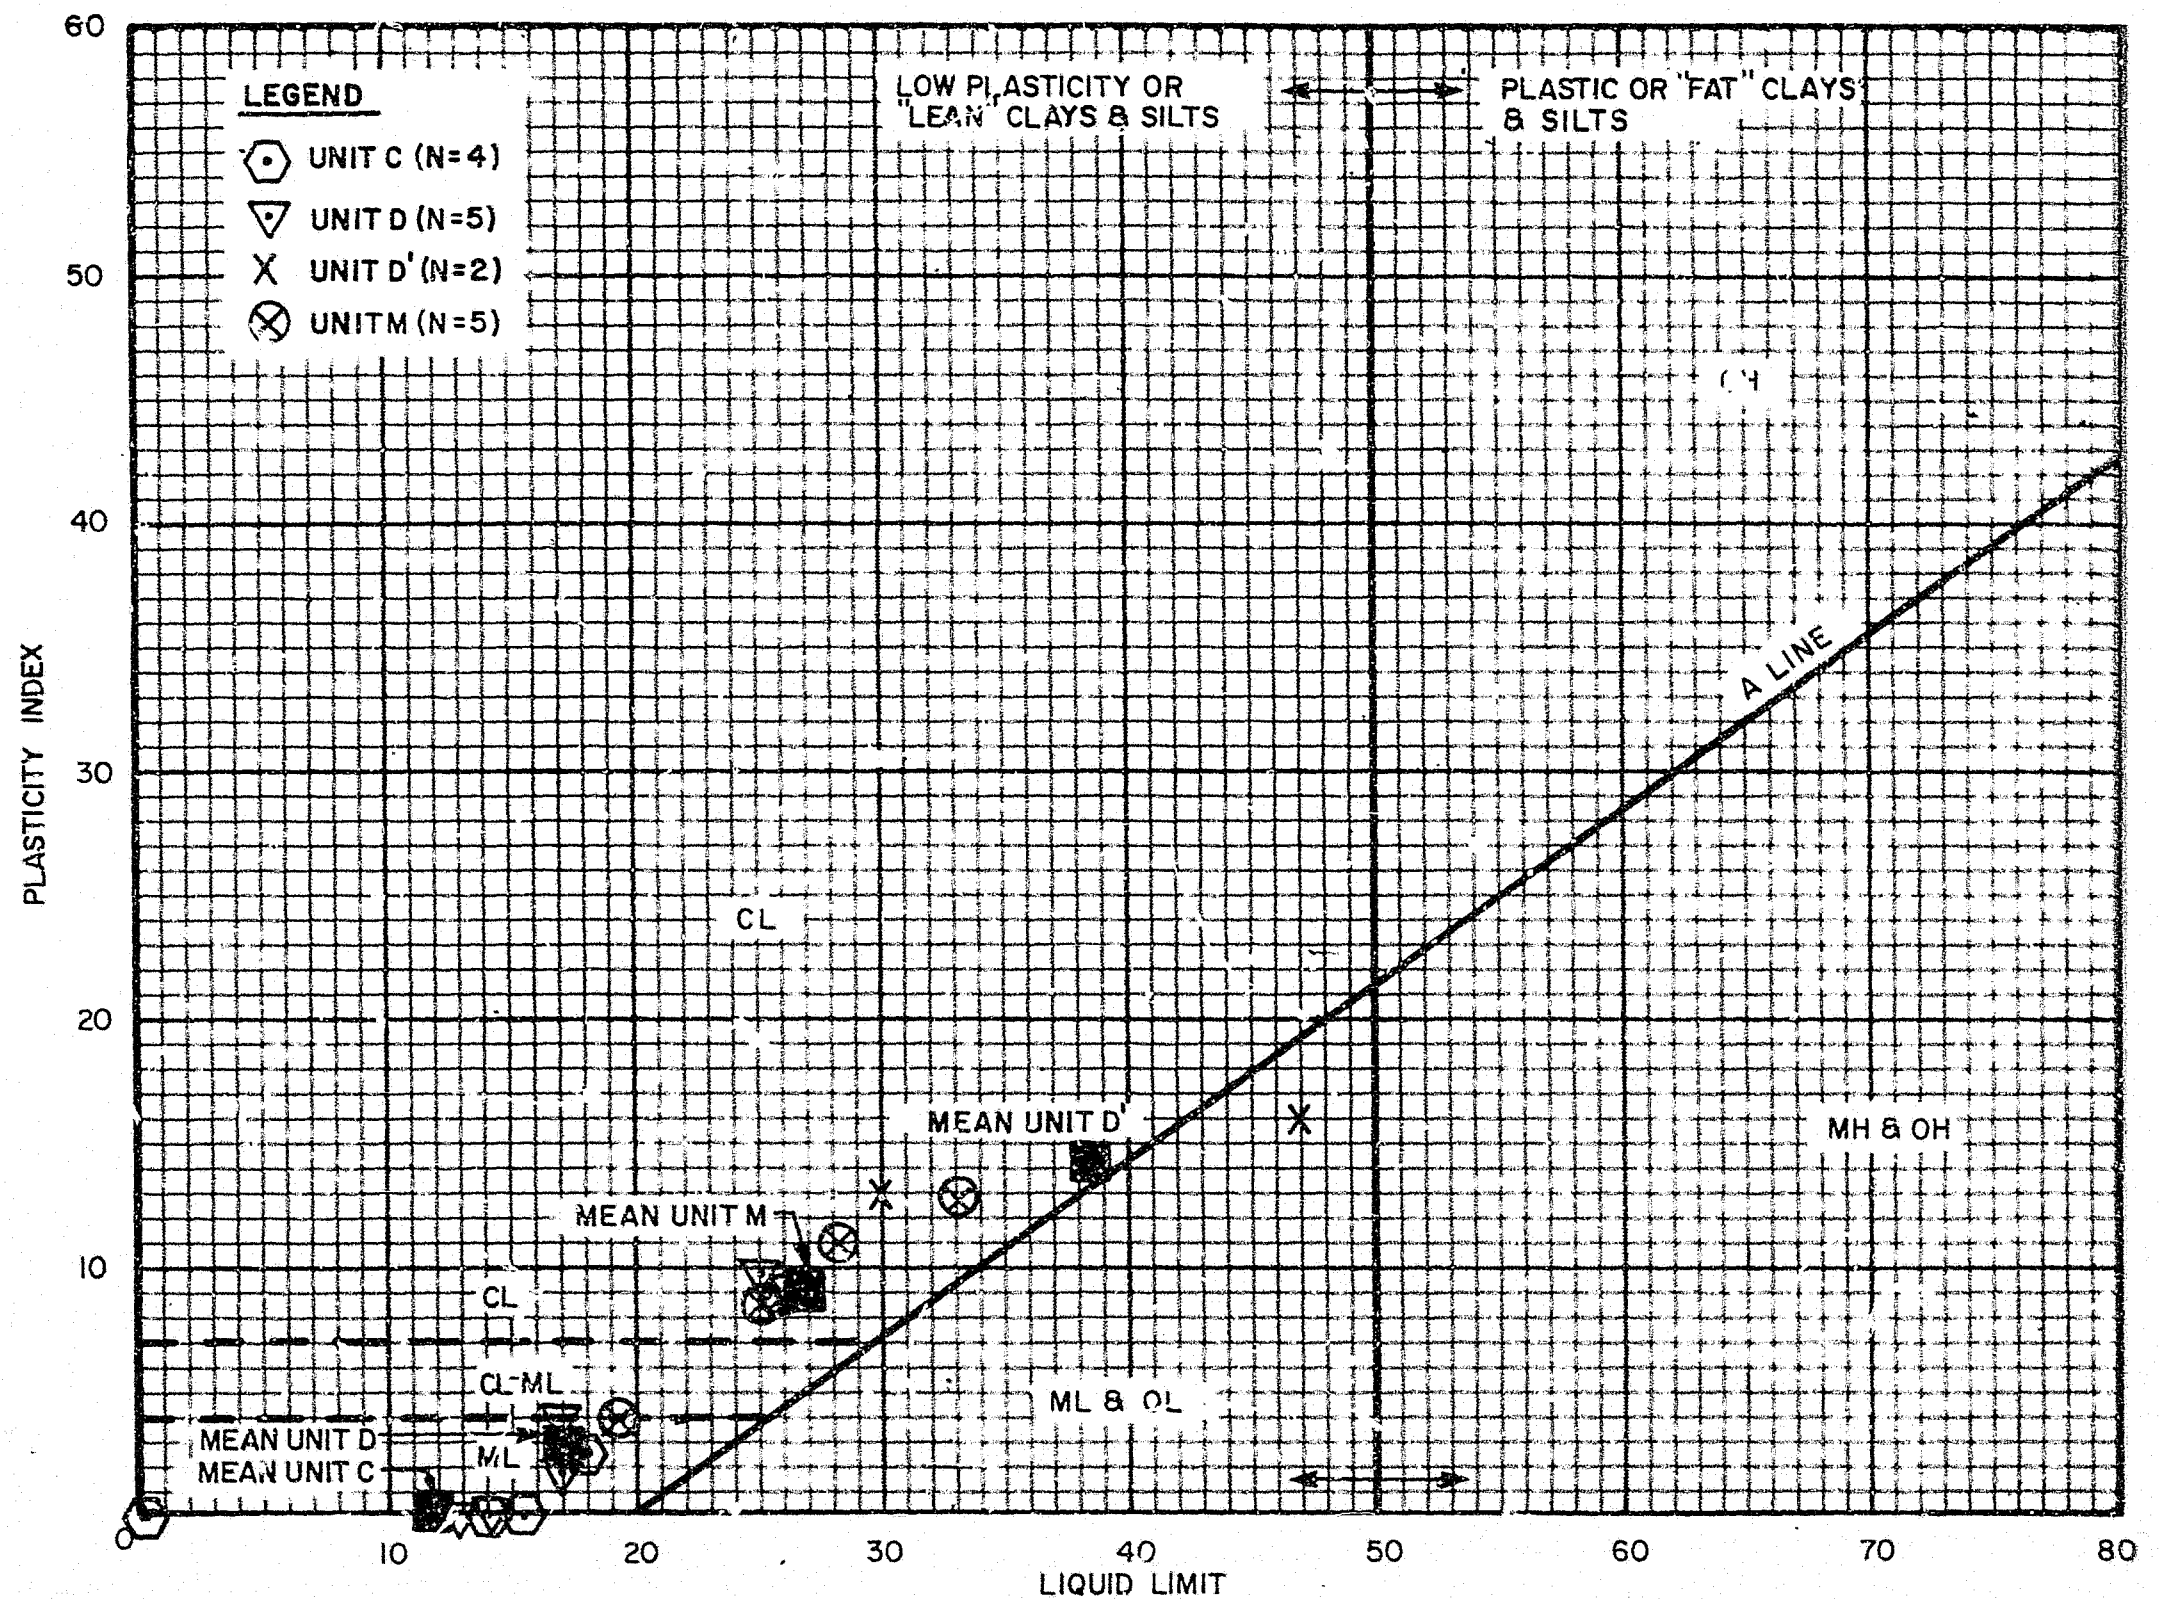 60
50
40
30
20
10
0
PLASTICITY INDEX
LEGEND
UNIT C (N=4)
UNIT D (N=5)
UNIT D' (N=2)
UNIT M (N=5)
LOW PLASTICITY OR
"LEAN" CLAYS & SILTS
PLASTIC OR "FAT" CLAYS
& SILTS
A LINE
CL
MEAN UNIT D'
MH & OH
MEAN UNIT M
CL
CL-ML
ML & OL
MEAN UNIT D
ML
MEAN UNIT C
10 20 30 40 50 60 70 80
LIQUID LIMIT